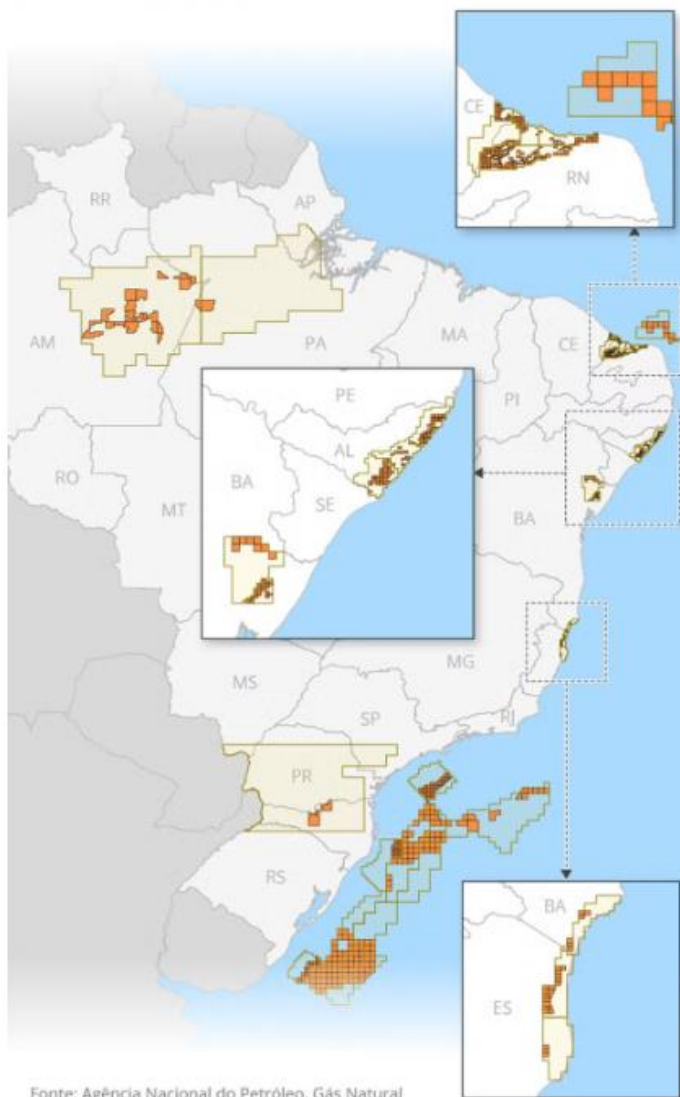 CE
RN
RR
AP
AM
PA
MA
CE
PI
PE
AL
BA
SE
RO
MT
BA
MG
MS
SP
RJ
PR
RS
BA
ES
Fonte: Agência Nacional do Petróleo, Gás Natural